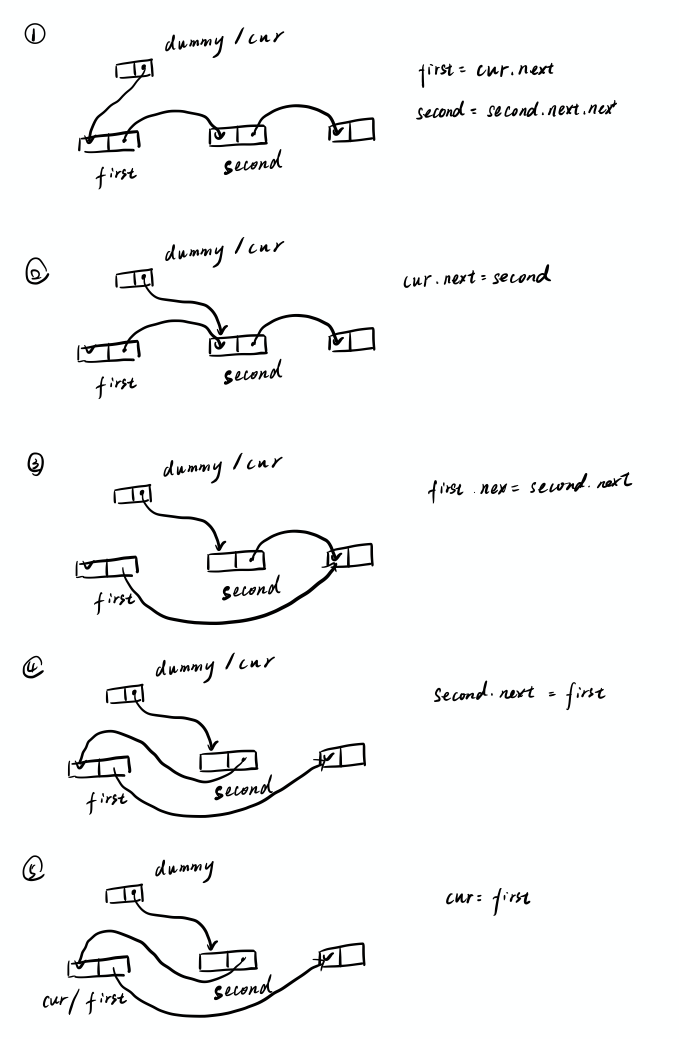 ① dummy / cur
first = cur.next
second = second.next.next
first second
② dummy / cur
cur.next = second
first second
③ dummy / cur
first.nex = second.next
first second
④ dummy / cur
second.next = first
first second
⑤ dummy
cur = first
cur / first second